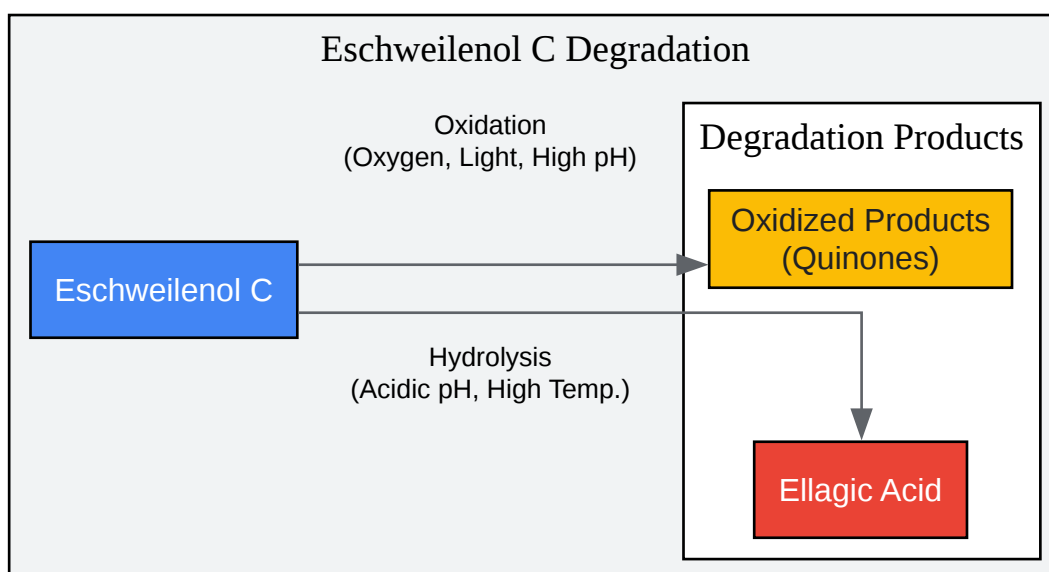 Eschweilenol C Degradation
Oxidation
(Oxygen, Light, High pH)
Degradation Products
Oxidized Products
(Quinones)
Eschweilenol C
Hydrolysis
(Acidic pH, High Temp.)
Ellagic Acid